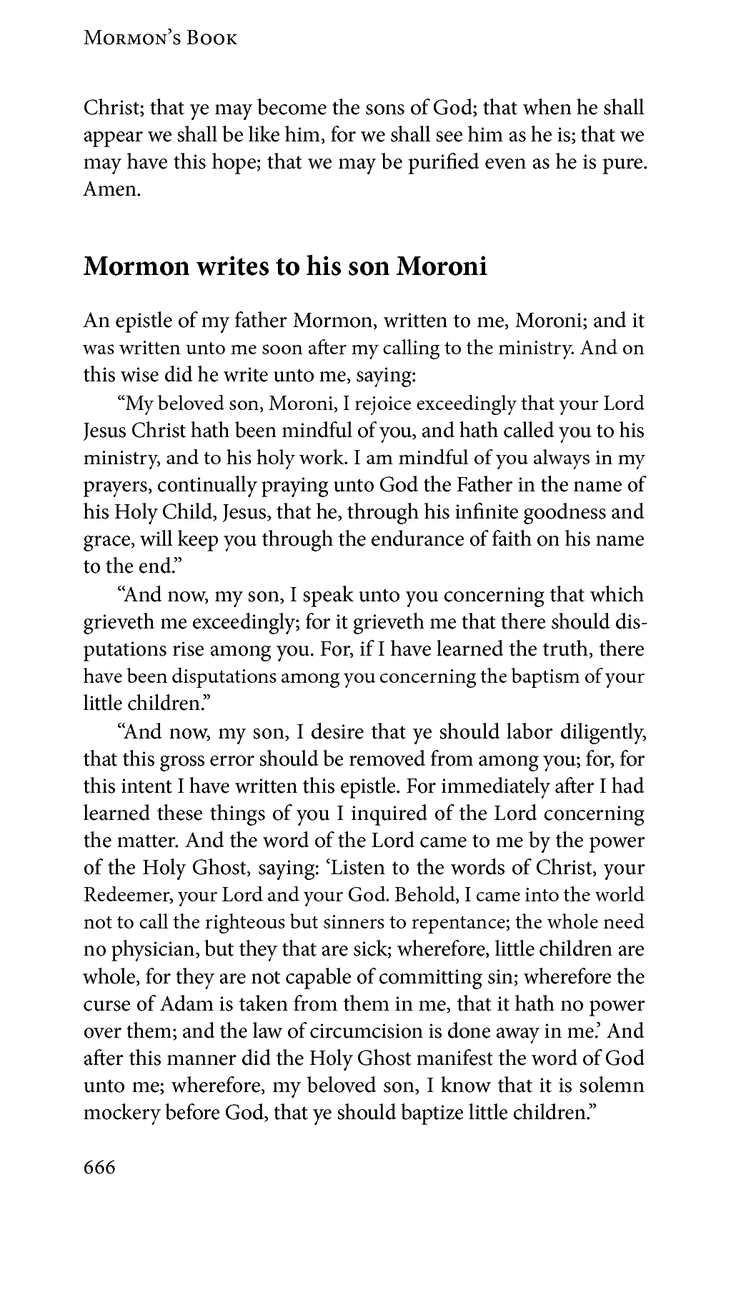 Mormon’s Book
Christ; that ye may become the sons of God; that when he shall
appear we shall be like him, for we shall see him as he is; that we
may have this hope; that we may be purified even as he is pure.
Amen.
Mormon writes to his son Moroni
An epistle of my father Mormon, written to me, Moroni; and it
was written unto me soon after my calling to the ministry. And on
this wise did he write unto me, saying:
“My beloved son, Moroni, I rejoice exceedingly that your Lord
Jesus Christ hath been mindful of you, and hath called you to his
ministry, and to his holy work. I am mindful of you always in my
prayers, continually praying unto God the Father in the name of
his Holy Child, Jesus, that he, through his infinite goodness and
grace, will keep you through the endurance of faith on his name
to the end.”
“And now, my son, I speak unto you concerning that which
grieveth me exceedingly; for it grieveth me that there should dis-
putations rise among you. For, if I have learned the truth, there
have been disputations among you concerning the baptism of your
little children.”
“And now, my son, I desire that ye should labor diligently,
that this gross error should be removed from among you; for, for
this intent I have written this epistle. For immediately after I had
learned these things of you I inquired of the Lord concerning
the matter. And the word of the Lord came to me by the power
of the Holy Ghost, saying: ‘Listen to the words of Christ, your
Redeemer, your Lord and your God. Behold, I came into the world
not to call the righteous but sinners to repentance; the whole need
no physician, but they that are sick; wherefore, little children are
whole, for they are not capable of committing sin; wherefore the
curse of Adam is taken from them in me, that it hath no power
over them; and the law of circumcision is done away in me.’ And
after this manner did the Holy Ghost manifest the word of God
unto me; wherefore, my beloved son, I know that it is solemn
mockery before God, that ye should baptize little children.”
666